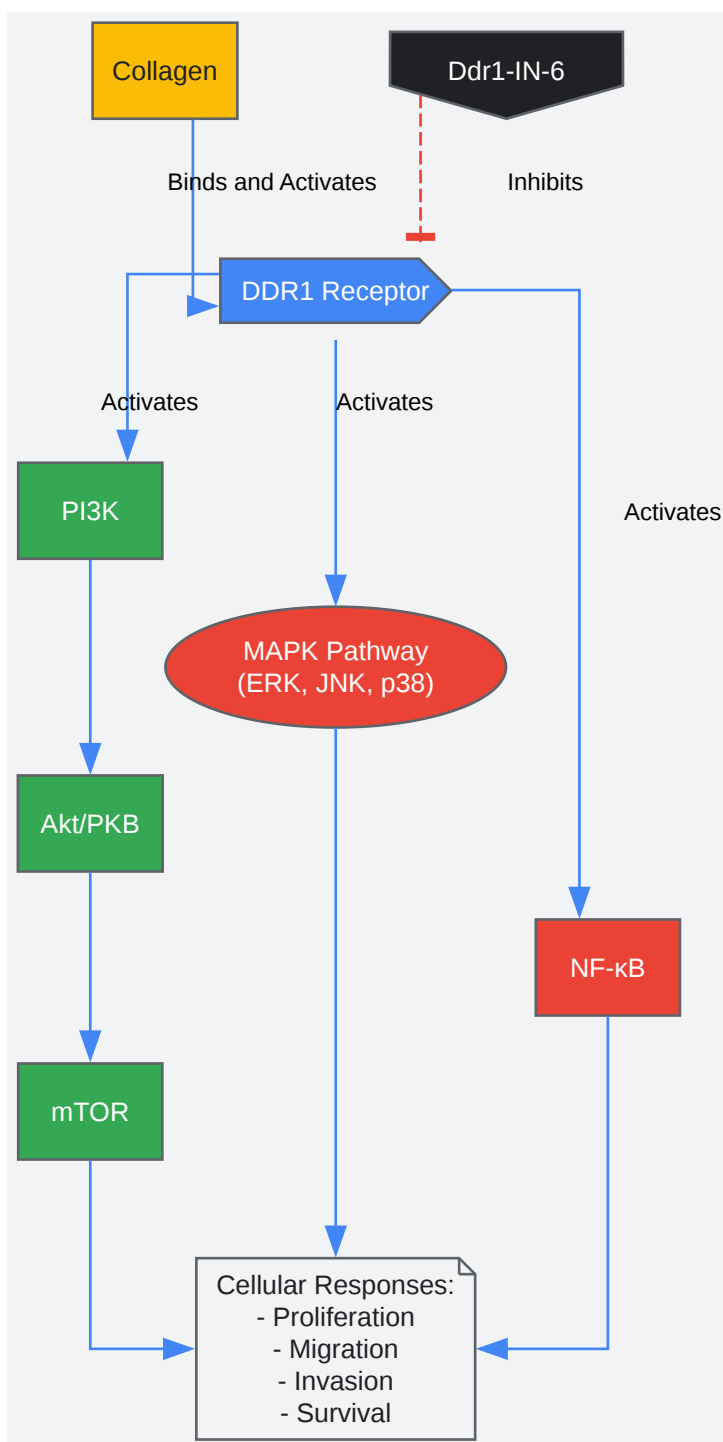 Collagen
Ddr1-IN-6
Binds and Activates
Inhibits
DDR1 Receptor
Activates
Activates
PI3K
Activates
MAPK Pathway
(ERK, JNK, p38)
Akt/PKB
NF-κB
mTOR
Cellular Responses:
- Proliferation
- Migration
- Invasion
- Survival